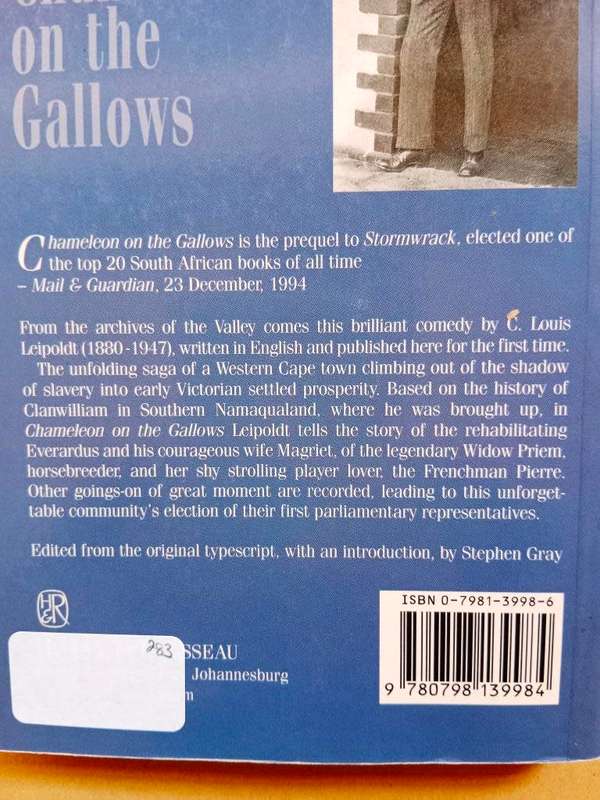 on the
Gallows
Chameleon on the Gallows is the prequel to Stormwrack, elected one of
the top 20 South African books of all time
– Mail & Guardian, 23 December, 1994
From the archives of the Valley comes this brilliant comedy by C. Louis
Leipoldt (1880-1947), written in English and published here for the first time.
The unfolding saga of a Western Cape town climbing out of the shadow
of slavery into early Victorian settled prosperity. Based on the history of
Clanwilliam in Southern Namaqualand, where he was brought up, in
Chameleon on the Gallows Leipoldt tells the story of the rehabilitating
Everardus and his courageous wife Magriet, of the legendary Widow Priem,
horsebreeder, and her shy strolling player lover, the Frenchman Pierre.
Other goings-on of great moment are recorded, leading to this unforget-
table community's election of their first parliamentary representatives.
Edited from the original typescript, with an introduction, by Stephen Gray
H&R
ISBN 0-7981-3998-6
283
SSEAU
Johannesburg
m
9 780798 139984